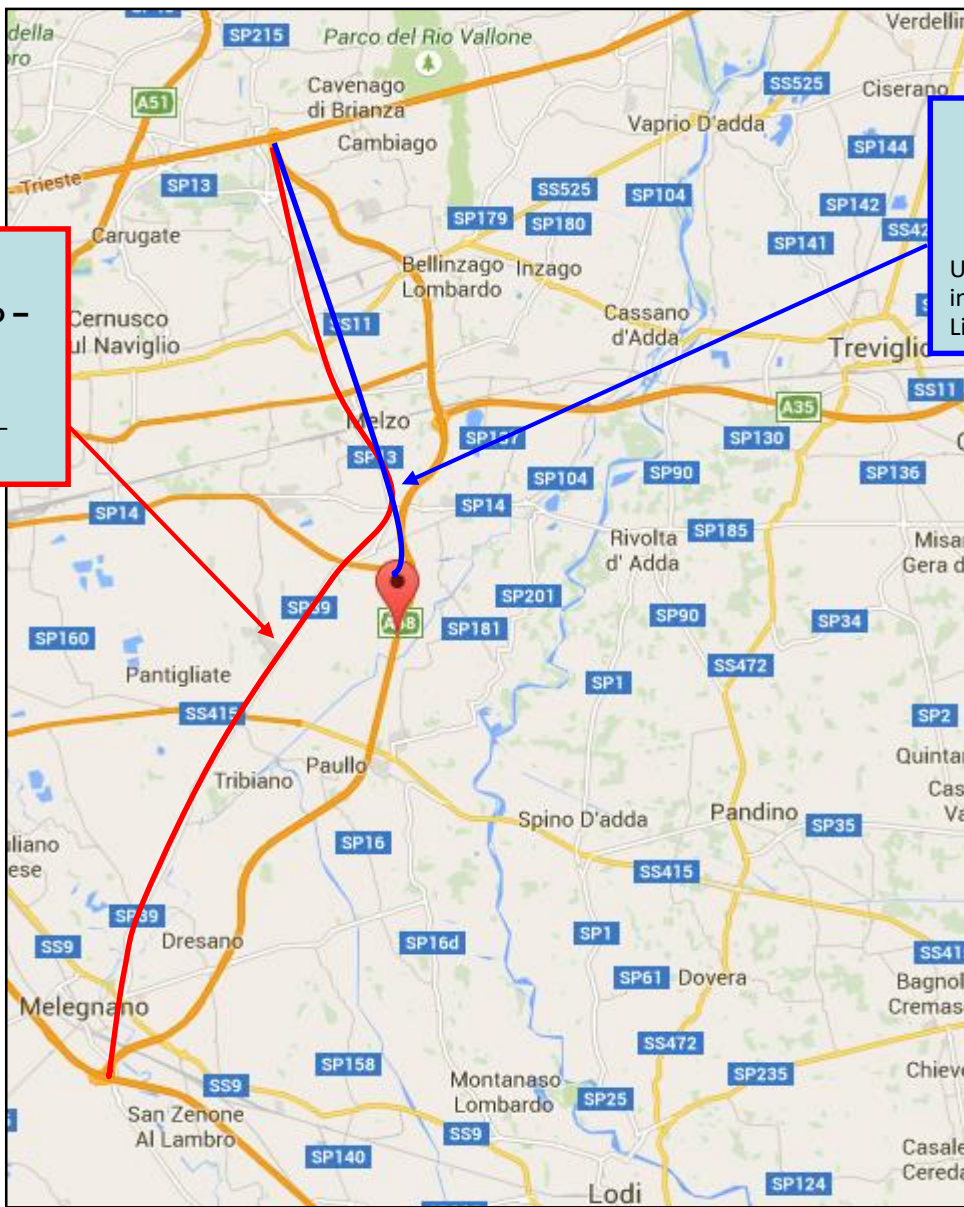 della
SP215
Parco del Rio Vallone
Verdellin
A51
Cavenago
di Brianza
SS525
Ciserano
Cambiago
Vaprio D'adda
SP144
Trieste
SP13
SP179
SS525
SP180
SP104
SP142
SP141
SS42
Carugate
Bellinzago
Lombardo
Inzago
o –
–
Cernusco
ul Naviglio
SS11
Cassano
d'Adda
U
in
Li
Treviglio
SS11
A35
Melzo
SP137
SP130
SP13
SP104
SP90
SP136
SP14
SP14
Rivolta
d' Adda
SP185
Misan
Gera d
SP39
SP201
SP90
SP34
SP160
A58
SP181
Pantigliate
SS472
SP1
SS415
SP2
Paullo
Tribiano
Quintan
Cas
Va
Spino D'adda
Pandino
SP35
SP16
uliano
ese
SS415
SP39
SS9
Dresano
SP16d
SP1
SS415
SP61
Dovera
Bagnol
Cremas
Melegnano
SS472
SP158
SP235
Chieve
SS9
Montanaso
Lombardo
SP25
San Zenone
Al Lambro
SS9
SP140
Casale
Cereda
Lodi
SP124